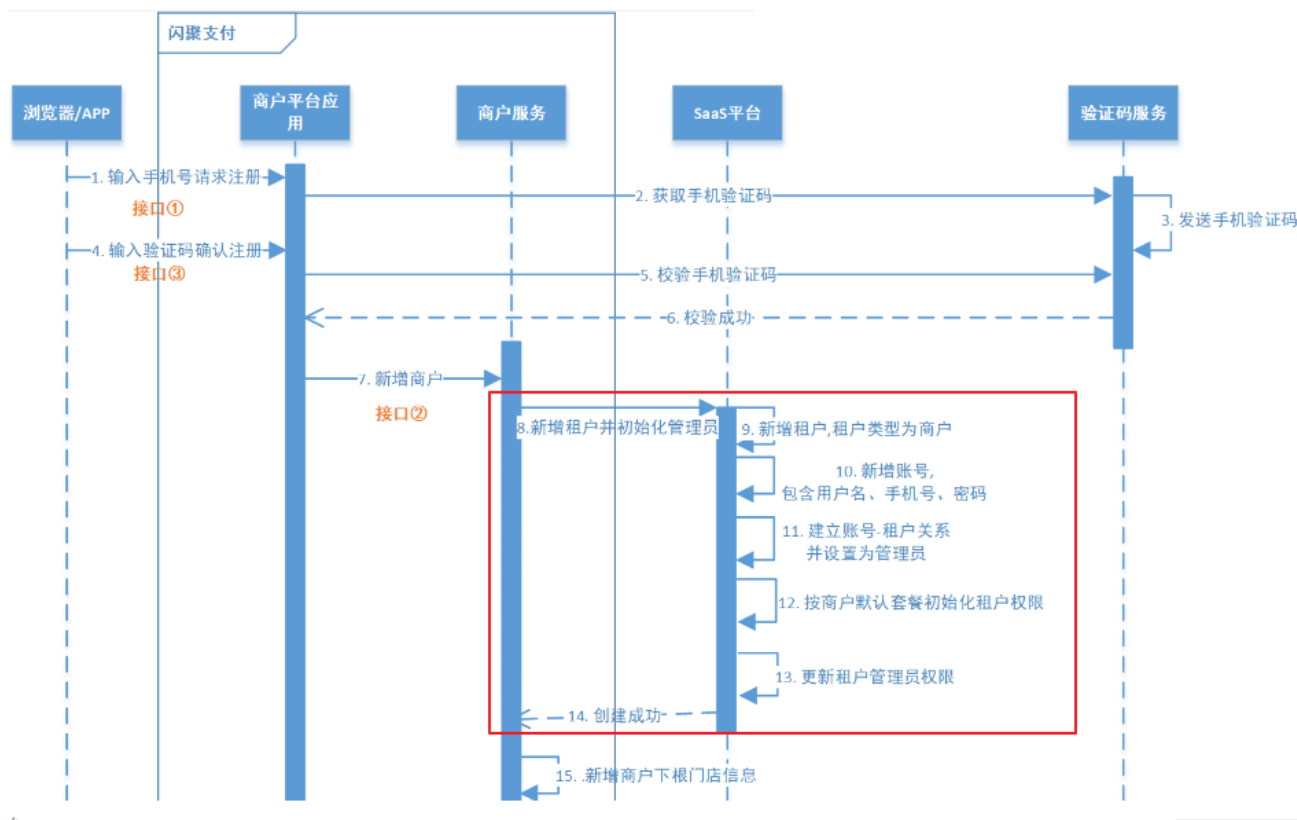 闪聚支付
浏览器/APP
商户平台应
用
商户服务
SaaS平台
验证码服务
1. 输入手机号请求注册
接口①
2. 获取手机验证码
3. 发送手机验证码
4. 输入验证码确认注册
接口③
5. 校验手机验证码
6. 校验成功
7. 新增商户
接口②
8.新增租户并初始化管理员
9. 新增租户,租户类型为商户
10. 新增账号,
包含用户名、手机号、密码
11. 建立账号-租户关系
并设置为管理员
12. 按商户默认套餐初始化租户权限
13. 更新租户管理员权限
14. 创建成功
15. .新增商户下根门店信息